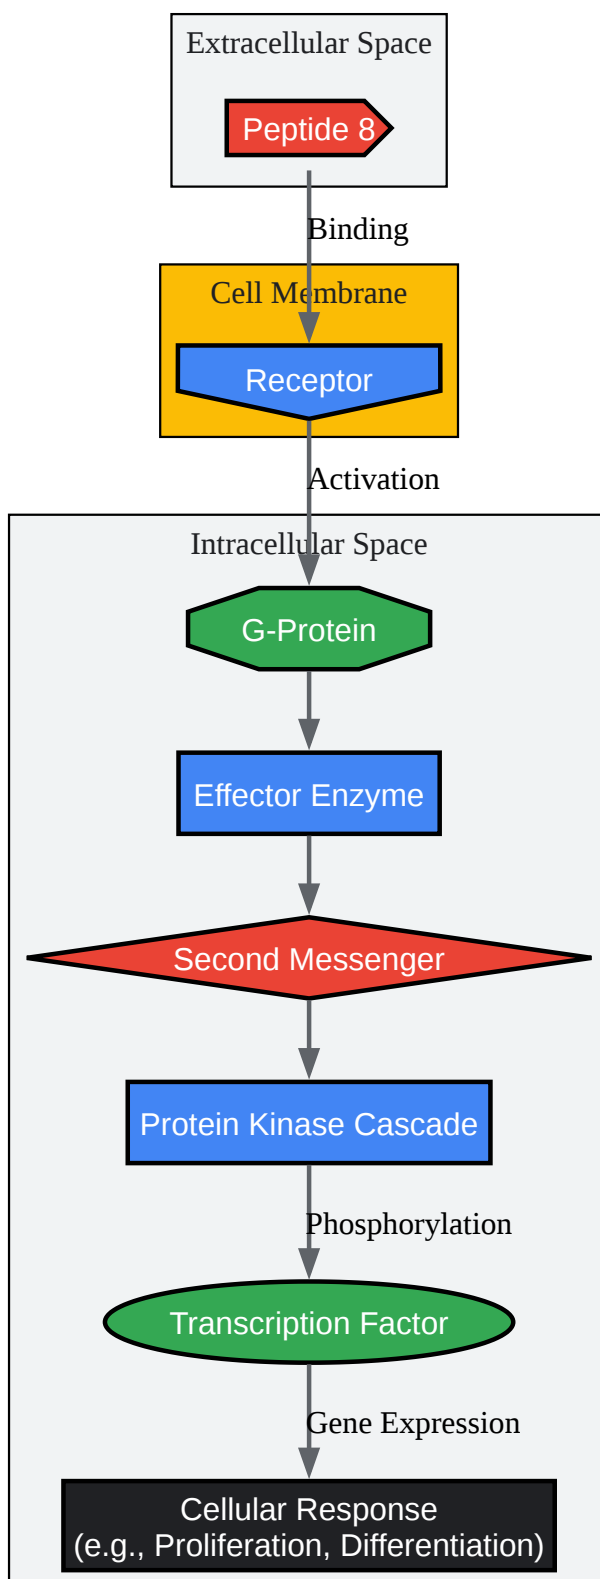 Extracellular Space
Peptide 8
Binding
Cell Membrane
Receptor
Activation
Intracellular Space
G-Protein
Effector Enzyme
Second Messenger
Protein Kinase Cascade
Phosphorylation
Transcription Factor
Gene Expression
Cellular Response
(e.g., Proliferation, Differentiation)